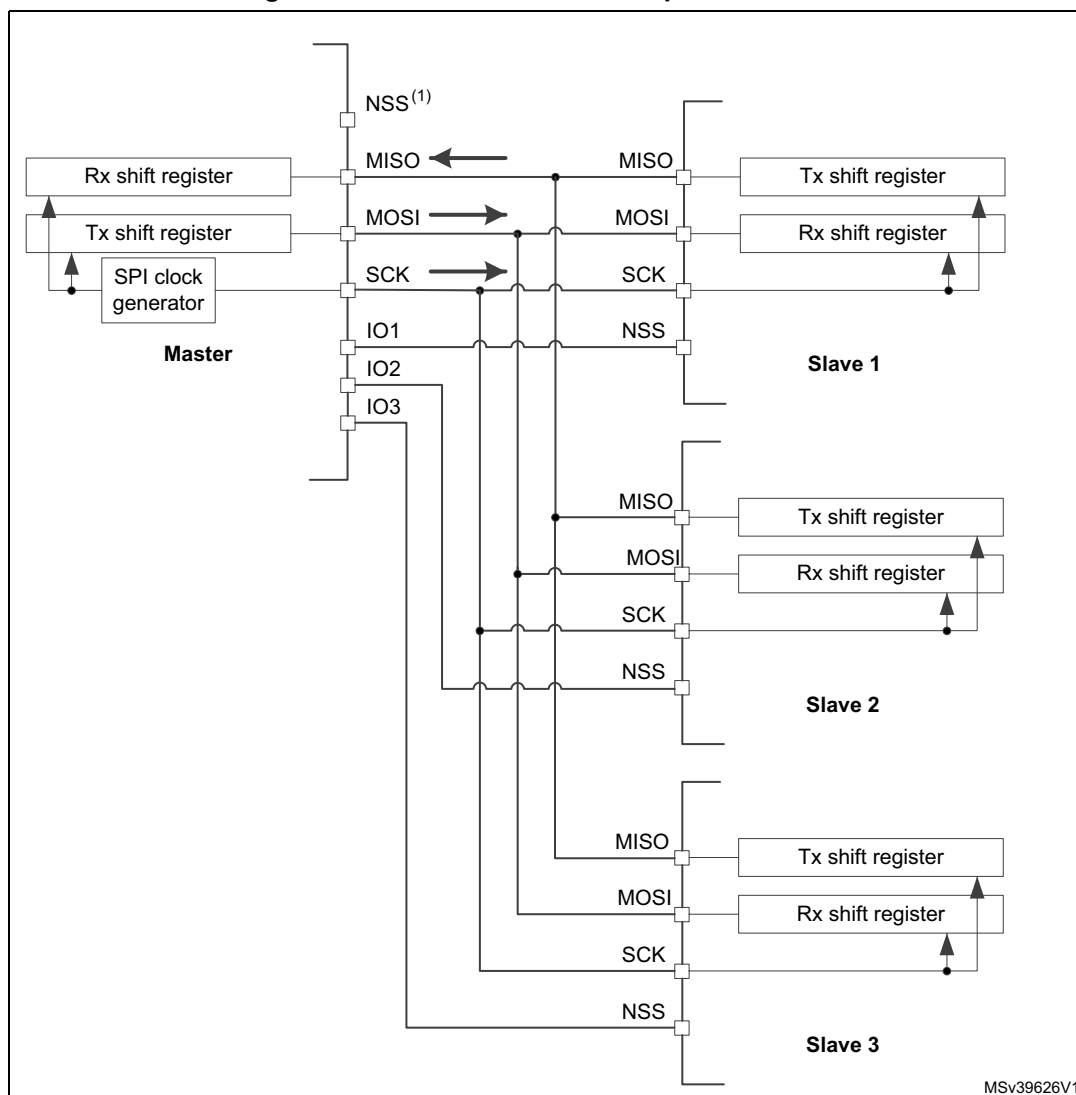 NSS(1)
MISO
MISO
Rx shift register
Tx shift register
MOSI
MOSI
Tx shift register
Rx shift register
SCK
SCK
SPI clock
generator
IO1
NSS
Master
Slave 1
IO2
IO3
MISO
Tx shift register
MOSI
Rx shift register
SCK
NSS
Slave 2
MISO
Tx shift register
MOSI
Rx shift register
SCK
NSS
Slave 3
MSv39626V1